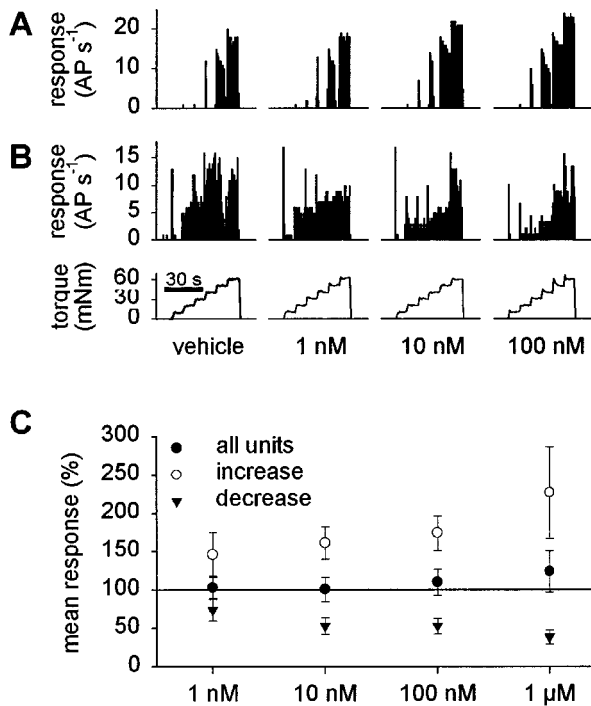 A
response
(AP s⁻¹)
20
10
0
B
response
(AP s⁻¹)
15
10
5
0
torque
(mNm)
60
30
0
30 s
vehicle 1 nM 10 nM 100 nM
C
mean response (%)
300
250
200
150
100
50
0
all units
increase
decrease
1 nM 10 nM 100 nM 1 µM